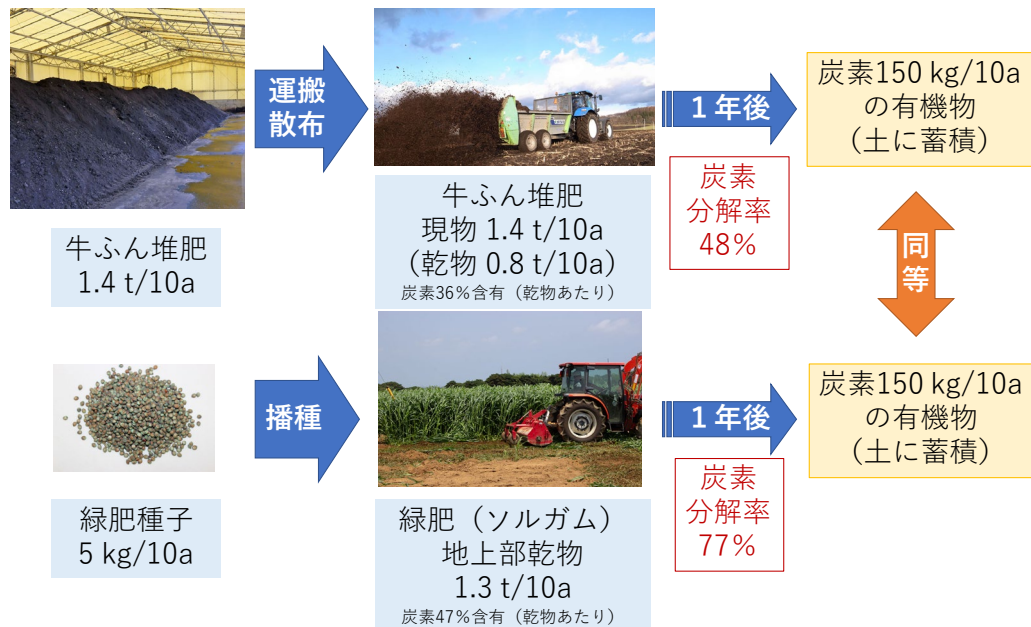 運搬
散布
1年後
炭素150 kg/10a
の有機物
(土に蓄積)
牛ふん堆肥
1.4 t/10a
牛ふん堆肥
現物 1.4 t/10a
(乾物 0.8 t/10a)
炭素36%含有(乾物あたり)
炭素
分解率
48%
同
等
播種
1年後
炭素150 kg/10a
の有機物
(土に蓄積)
緑肥種子
5 kg/10a
緑肥(ソルガム)
地上部乾物
1.3 t/10a
炭素47%含有(乾物あたり)
炭素
分解率
77%